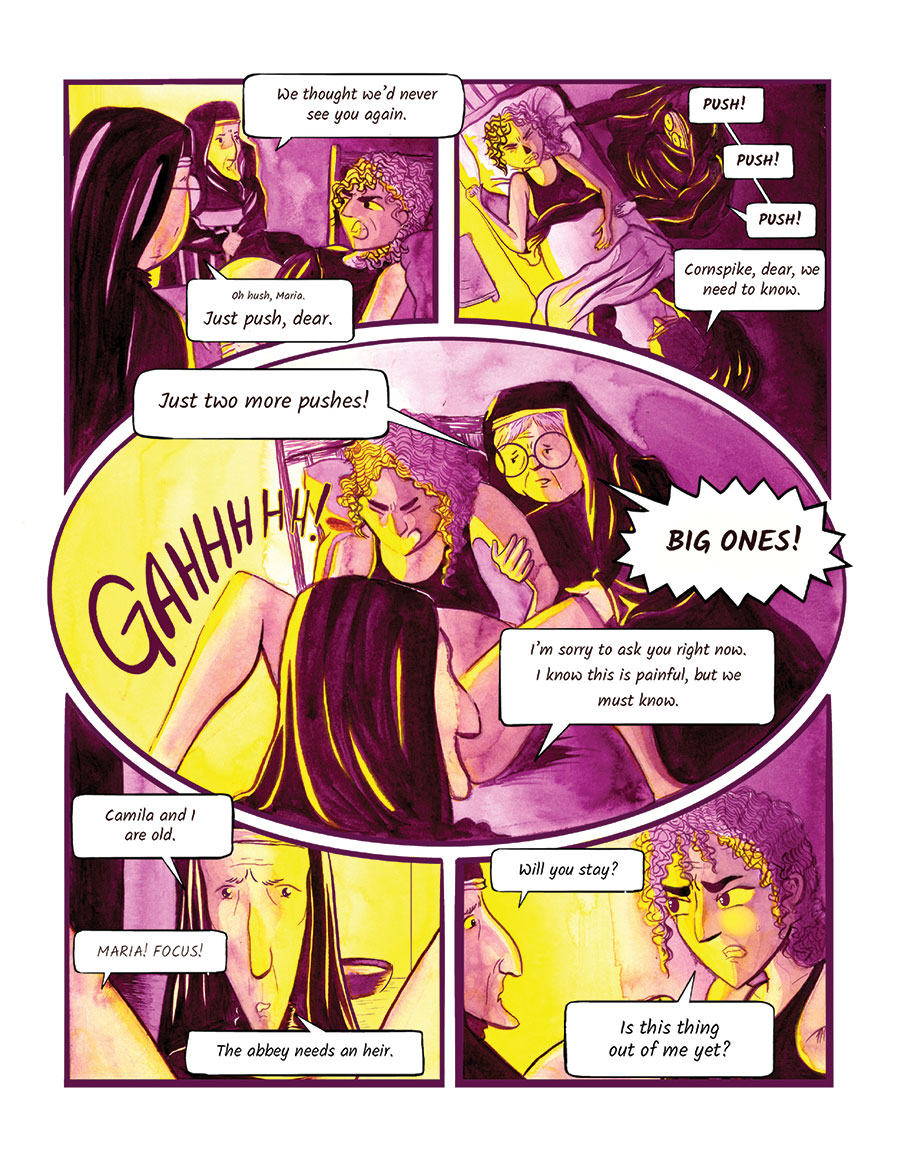 We thought we'd never
see you again.
Oh hush, Maria.
Just push, dear.
PUSH!
PUSH!
PUSH!
Cornspike, dear, we
need to know.
Just two more pushes!
GAHHHHHH!
BIG ONES!
I'm sorry to ask you right now.
I know this is painful, but we
must know.
Camila and I
are old.
MARIA! FOCUS!
The abbey needs an heir.
Will you stay?
Is this thing
out of me yet?